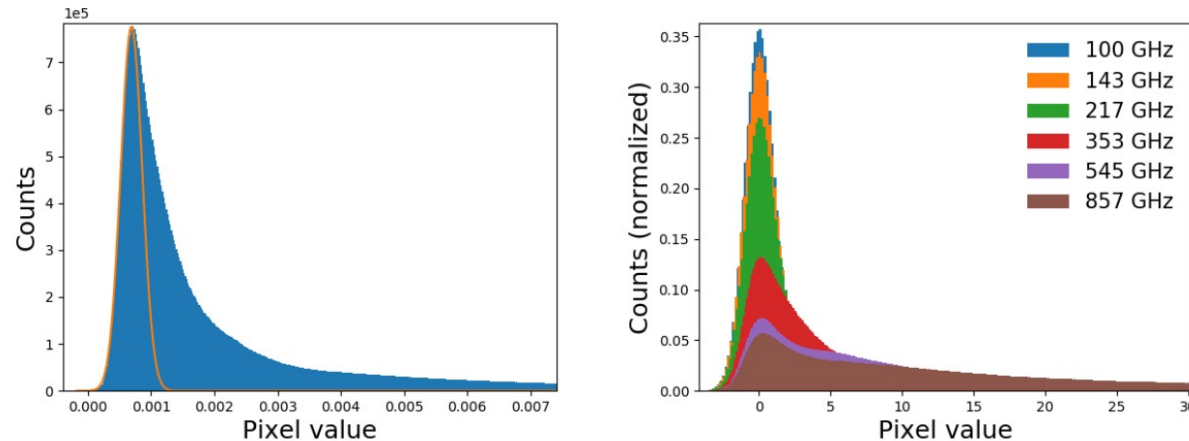 1e5
Counts
7
6
5
4
3
2
1
0
0.000 0.001 0.002 0.003 0.004 0.005 0.006 0.007
Pixel value
Counts (normalized)
0.35
0.30
0.25
0.20
0.15
0.10
0.05
0.00
0 5 10 15 20 25 30
Pixel value
100 GHz
143 GHz
217 GHz
353 GHz
545 GHz
857 GHz